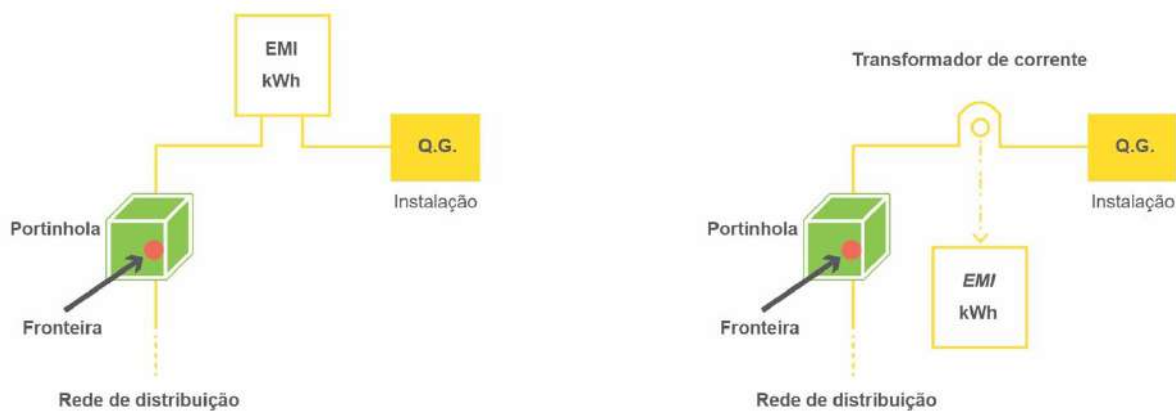 EMI
kWh
Q.G.
Instalação
Portinhola
Fronteira
Rede de distribuição
Transformador de corrente
Q.G.
Instalação
Portinhola
EMI
kWh
Fronteira
Rede de distribuição